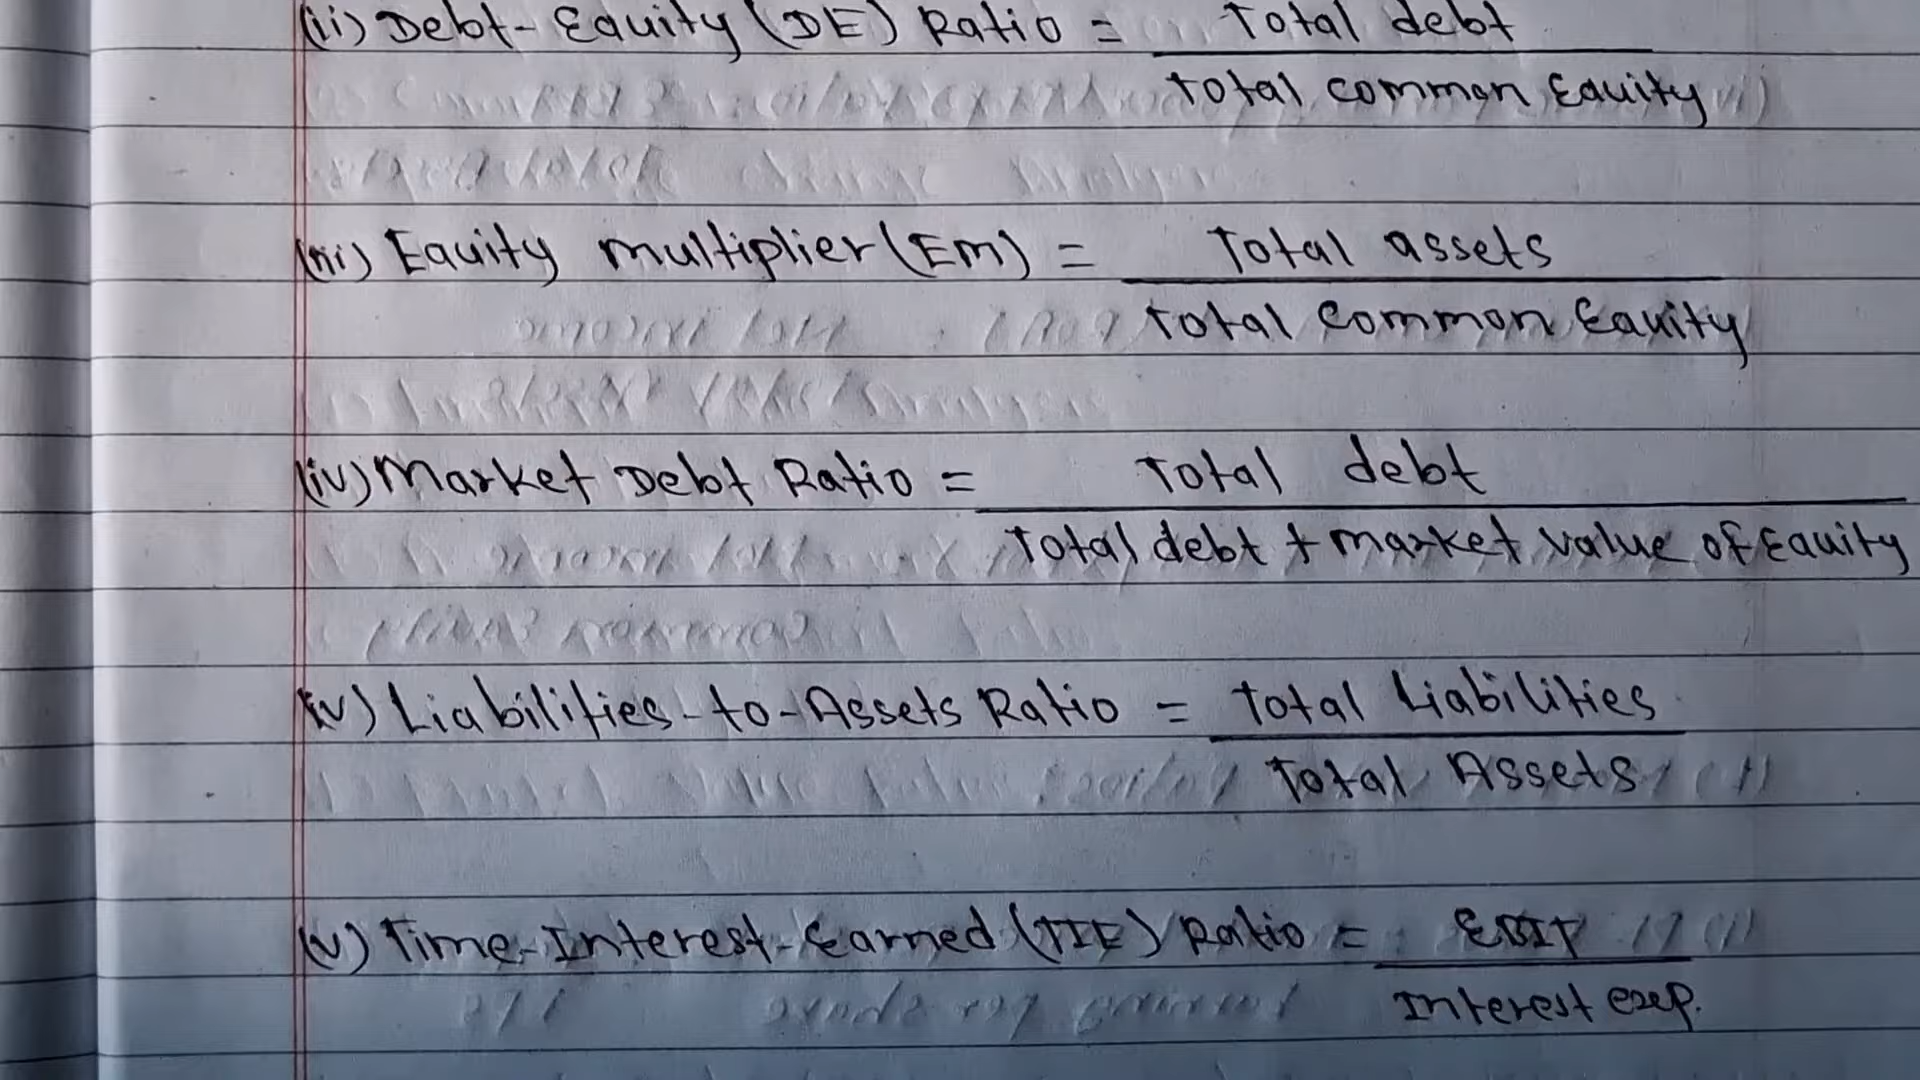 (ii) Debt-Equity (DE) Ratio = Total debt
Total common Equity
(iii) Equity multiplier (Em) = Total assets
Total common Equity
(iv) Market Debt Ratio = Total debt
Total debt + market value of Equity
(iv) Liabilities-to-Assets Ratio = Total Liabilities
Total Assets
(v) Time-Interest-Earned (TIE) Ratio = EBIT
Interest exp.